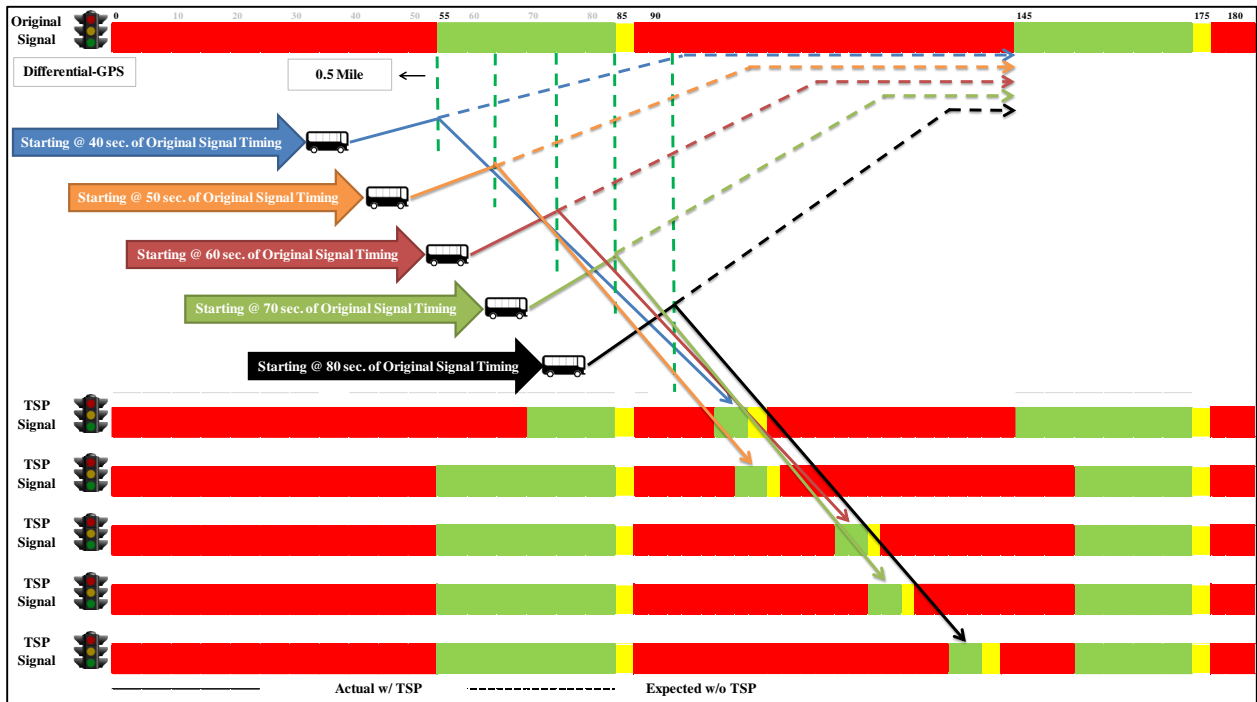 Original
Signal
0 10 20 30 40 50 55 60 70 80 85 90 145 175 180
Differential-GPS
0.5 Mile
Starting @ 40 sec. of Original Signal Timing
Starting @ 50 sec. of Original Signal Timing
Starting @ 60 sec. of Original Signal Timing
Starting @ 70 sec. of Original Signal Timing
Starting @ 80 sec. of Original Signal Timing
TSP
Signal
TSP
Signal
TSP
Signal
TSP
Signal
TSP
Signal
Actual w/ TSP
Expected w/o TSP